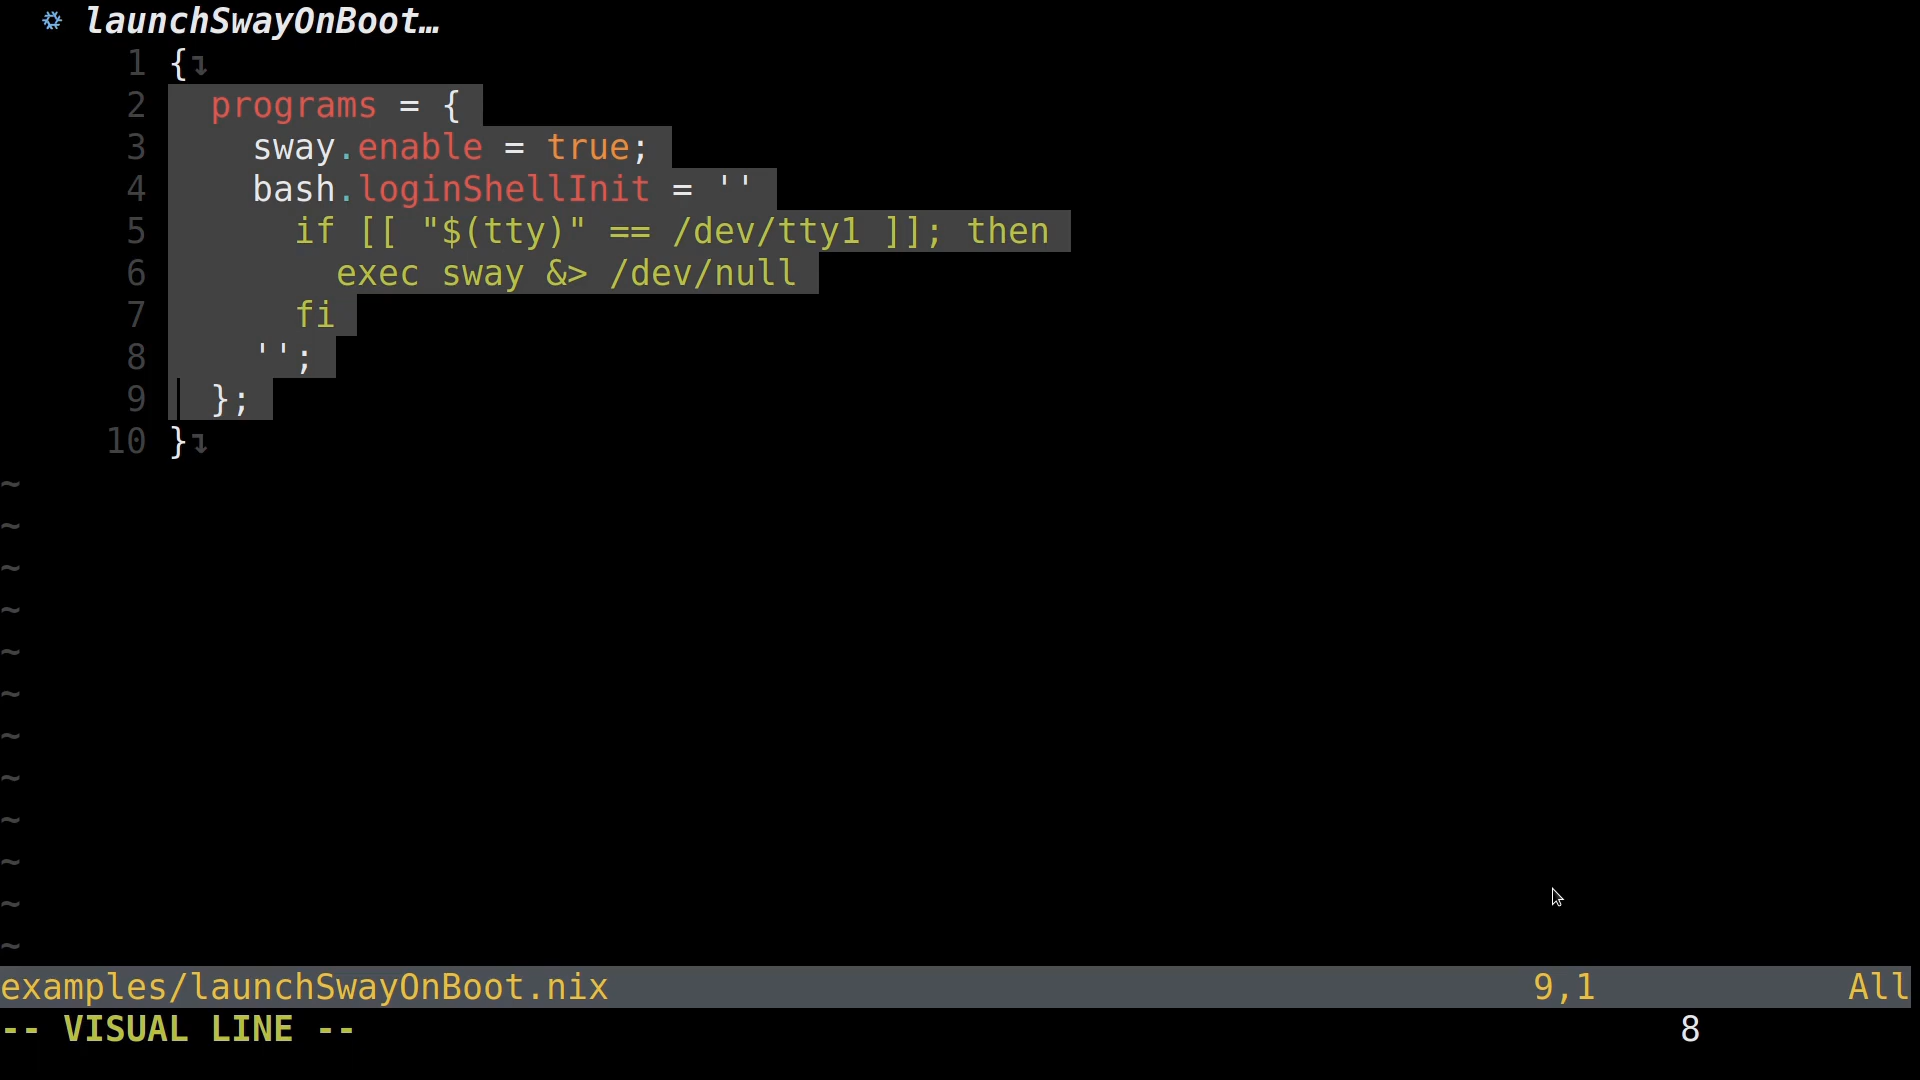 launchSwayOnBoot…
1 {↴
2   programs = {
3     sway.enable = true;
4     bash.loginShellInit = ''
5       if [[ "$(tty)" == /dev/tty1 ]]; then
6         exec sway &> /dev/null
7       fi
8     '';
9   };
10 }↴
~
~
~
~
~
~
~
~
~
~
~
~
examples/launchSwayOnBoot.nix 9,1 All
-- VISUAL LINE -- 8